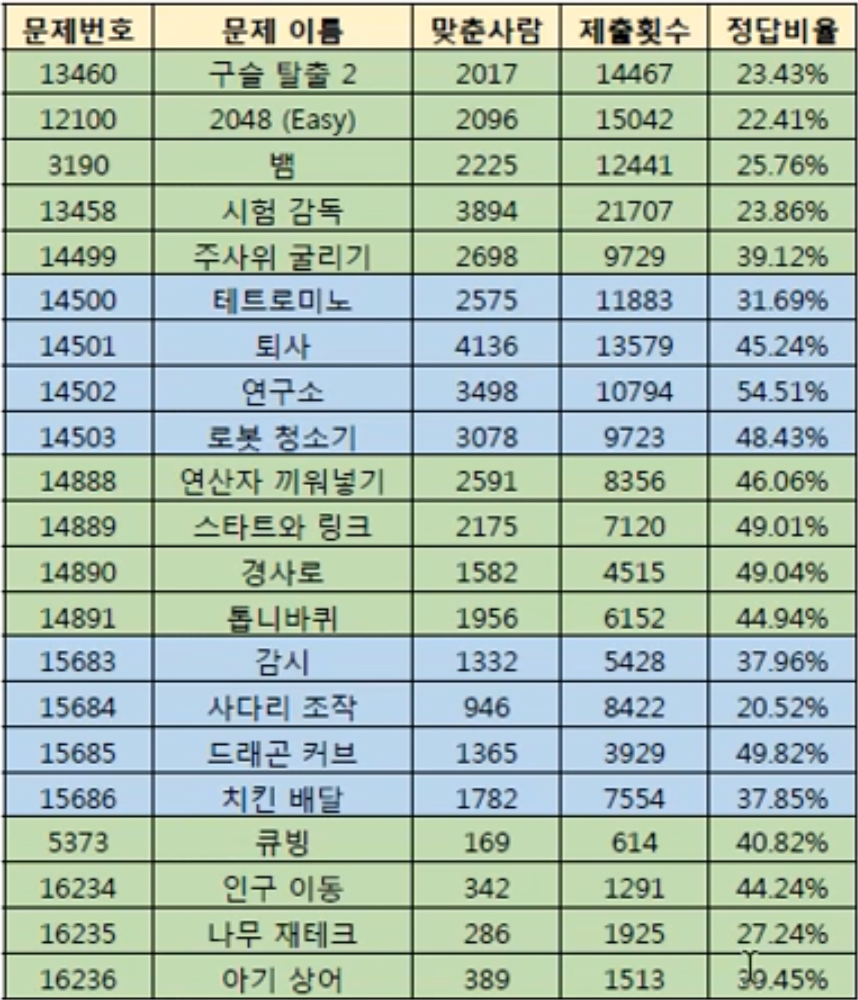 문제번호 문제 이름 맞춘사람 제출횟수 정답비율
13460 구슬 탈출 2 2017 14467 23.43%
12100 2048 (Easy) 2096 15042 22.41%
3190 뱀 2225 12441 25.76%
13458 시험 감독 3894 21707 23.86%
14499 주사위 굴리기 2698 9729 39.12%
14500 테트로미노 2575 11883 31.69%
14501 퇴사 4136 13579 45.24%
14502 연구소 3498 10794 54.51%
14503 로봇 청소기 3078 9723 48.43%
14888 연산자 끼워넣기 2591 8356 46.06%
14889 스타트와 링크 2175 7120 49.01%
14890 경사로 1582 4515 49.04%
14891 톱니바퀴 1956 6152 44.94%
15683 감시 1332 5428 37.96%
15684 사다리 조작 946 8422 20.52%
15685 드래곤 커브 1365 3929 49.82%
15686 치킨 배달 1782 7554 37.85%
5373 큐빙 169 614 40.82%
16234 인구 이동 342 1291 44.24%
16235 나무 재테크 286 1925 27.24%
16236 아기 상어 389 1513 39.45%